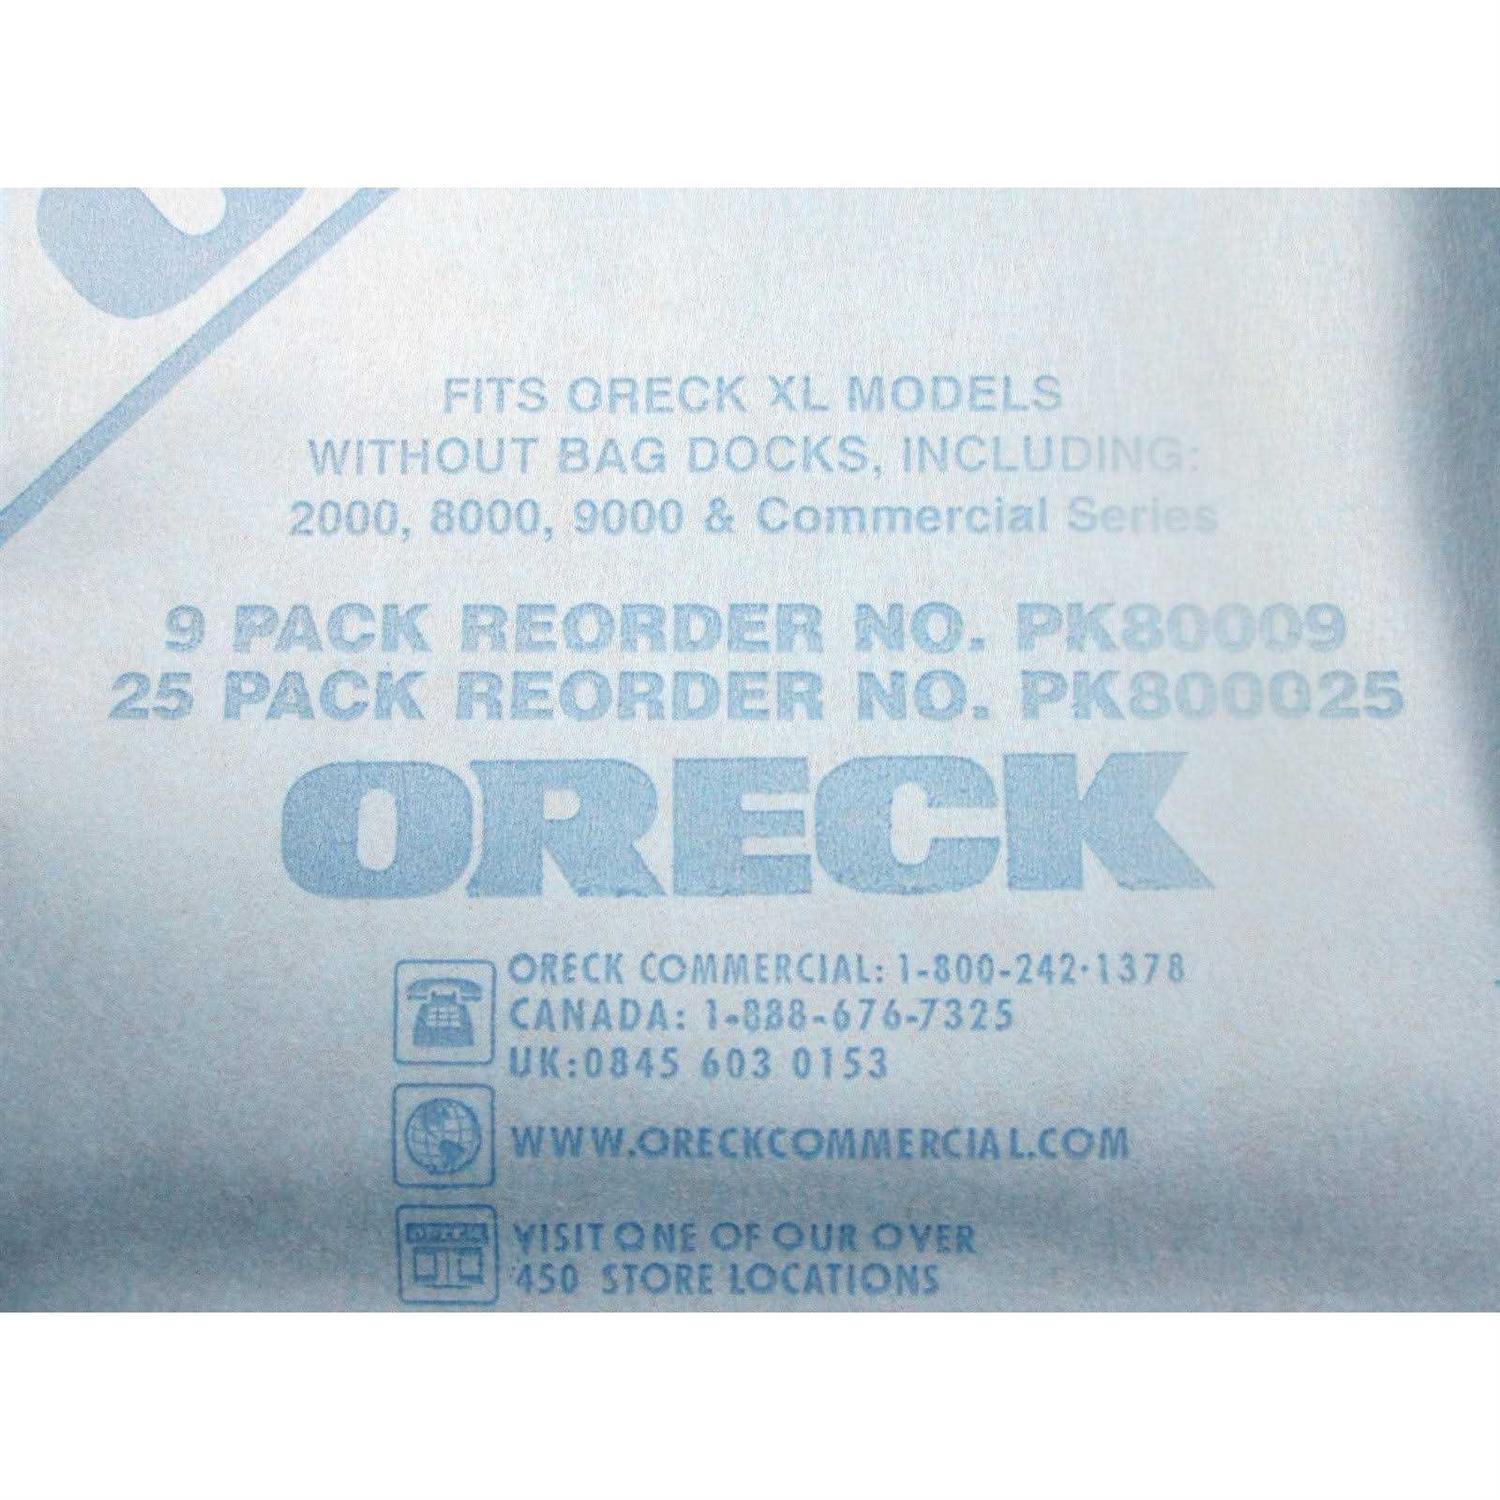 FITS ORECK XL MODELS
WITHOUT BAG DOCKS, INCLUDING:
2000, 8000, 9000 & Commercial Series
9 PACK REORDER NO. PK80009
25 PACK REORDER NO. PK800025
ORECK
ORECK COMMERCIAL: 1-800-242-1378
CANADA: 1-888-676-7325
UK:0845 603 0153
WWW.ORECKCOMMERCIAL.COM
ORECK
VISIT ONE OF OUR OVER
450 STORE LOCATIONS